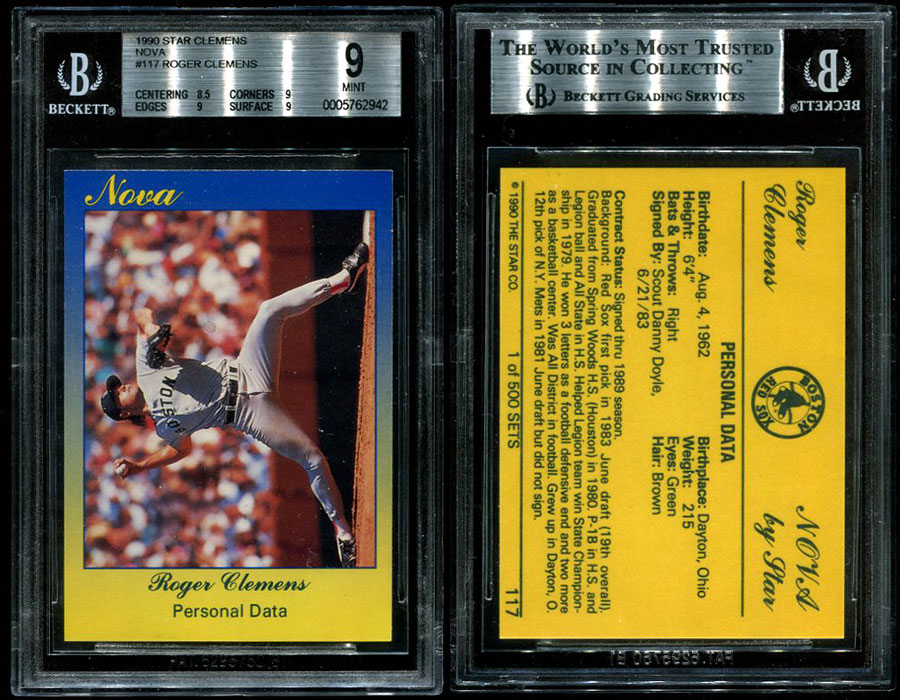 1990 STAR CLEMENS
NOVA
#117 ROGER CLEMENS
9
MINT
CENTERING 8.5 CORNERS 9
EDGES 9 SURFACE 9
0005762942
B
BECKETT®
Nova
BOSTON
Roger Clemens
Personal Data
THE WORLD'S MOST TRUSTED
SOURCE IN COLLECTING™
(B) BECKETT GRADING SERVICES
B
BECKETT®
Roger
Clemens
BOSTON
RED SOX
NOVA
by Star
PERSONAL DATA
Birthdate: Aug. 4, 1962 Birthplace: Dayton, Ohio
Height: 6'4" Weight: 215
Bats & Throws: Right Eyes: Green
Signed By: Scout Danny Doyle, Hair: Brown
6/21/83
Contract Status: Signed thru 1989 season.
Background: Red Sox first pick in 1983 June draft (19th overall).
Graduated from Spring Woods H.S. (Houston) in 1980. P-18 in H.S. and
Legion ball and All State in H.S. Helped Legion team win State Champion-
ship in 1979. He won 3 letters as a football defensive end and two more
as a basketball center. Was All District in football. Grew up in Dayton, O.
12th pick of N.Y. Mets in 1981 June draft but did not sign.
© 1990 THE STAR CO. 1 of 500 SETS 117